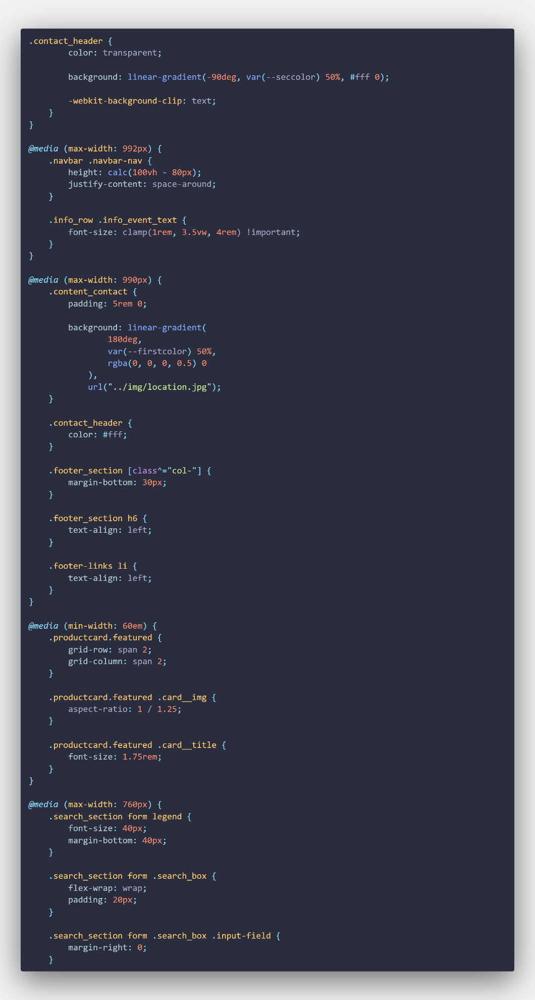 .contact_header {
        color: transparent;

        background: linear-gradient(-90deg, var(--seccolor) 50%, #fff 0);

        -webkit-background-clip: text;
    }
}

@media (max-width: 992px) {
    .navbar .navbar-nav {
        height: calc(100vh - 80px);
        justify-content: space-around;
    }

    .info_row .info_event_text {
        font-size: clamp(1rem, 3.5vw, 4rem) !important;
    }
}

@media (max-width: 990px) {
    .content_contact {
        padding: 5rem 0;

        background: linear-gradient(
                180deg,
                var(--firstcolor) 50%,
                rgba(0, 0, 0, 0.5) 0
            ),
            url("../img/location.jpg");
    }

    .contact_header {
        color: #fff;
    }

    .footer_section [class^="col-"] {
        margin-bottom: 30px;
    }

    .footer_section h6 {
        text-align: left;
    }

    .footer-links li {
        text-align: left;
    }
}

@media (min-width: 60em) {
    .productcard.featured {
        grid-row: span 2;
        grid-column: span 2;
    }

    .productcard.featured .card__img {
        aspect-ratio: 1 / 1.25;
    }

    .productcard.featured .card__title {
        font-size: 1.75rem;
    }
}

@media (max-width: 760px) {
    .search_section form legend {
        font-size: 40px;
        margin-bottom: 40px;
    }

    .search_section form .search_box {
        flex-wrap: wrap;
        padding: 20px;
    }

    .search_section form .search_box .input-field {
        margin-right: 0;
    }